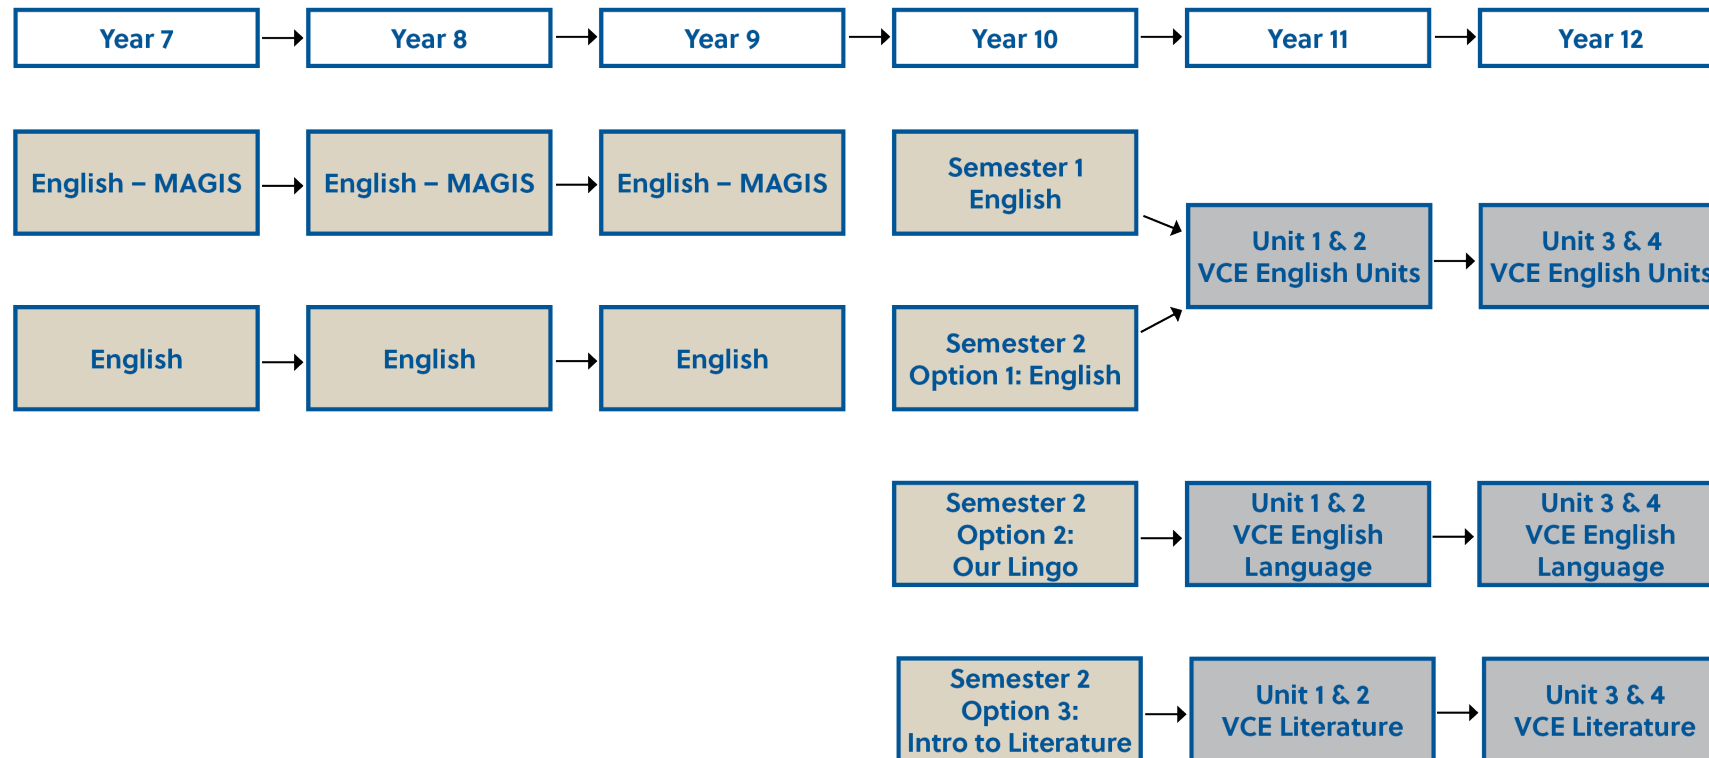 Year 7
Year 8
Year 9
Year 10
Year 11
Year 12
English – MAGIS
English – MAGIS
English – MAGIS
Semester 1
English
Unit 1 & 2
VCE English Units
Unit 3 & 4
VCE English Units
English
English
English
Semester 2
Option 1: English
Semester 2
Option 2:
Our Lingo
Unit 1 & 2
VCE English
Language
Unit 3 & 4
VCE English
Language
Semester 2
Option 3:
Intro to Literature
Unit 1 & 2
VCE Literature
Unit 3 & 4
VCE Literature